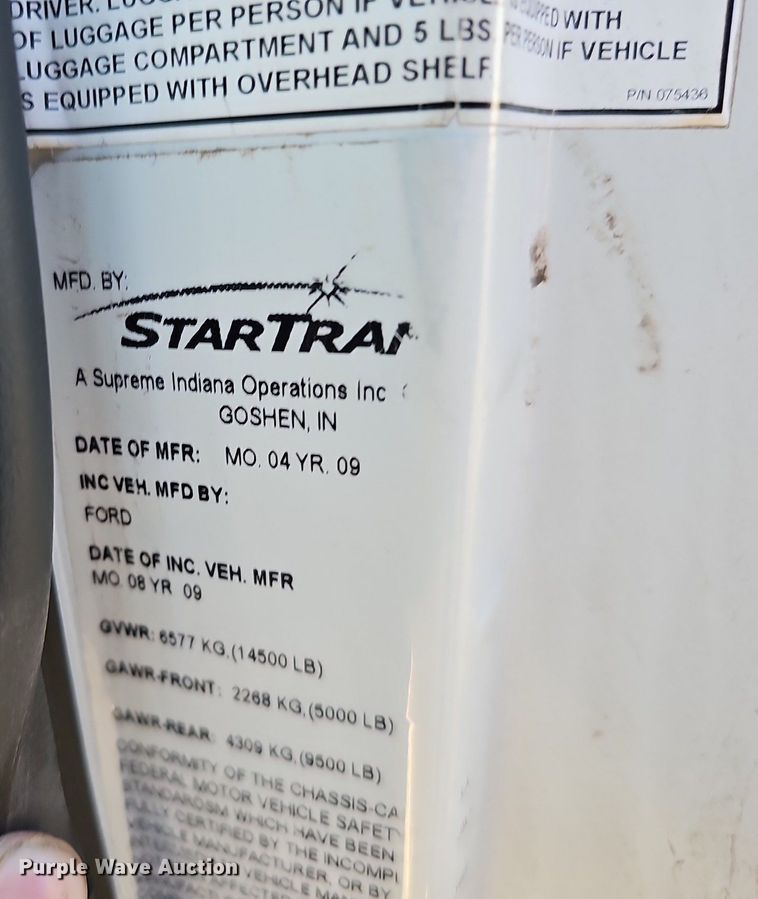 DRIVER.
OF LUGGAGE PER PERSON IF EQUIPPED WITH
LUGGAGE COMPARTMENT AND 5 LBS PER PERSON IF VEHICLE
S EQUIPPED WITH OVERHEAD SHELF
P/N 075436
MFD. BY:
STARTRA
A Supreme Indiana Operations Inc
GOSHEN, IN
DATE OF MFR: MO. 04 YR. 09
INC VEH. MFD BY:
FORD
DATE OF INC. VEH. MFR
MO. 08 YR 09
GVWR: 6577 KG.(14500 LB)
GAWR-FRONT: 2268 KG.(5000 LB)
GAWR-REAR: 4309 KG.(9500 LB)
CONFORMITY OF THE CHASSIS-CA
FEDERAL MOTOR VEHICLE SAFET
STANDARDSM WHICH HAVE BEEN
FULLY CERTIFIED BY THE INCOMPL
VEHICLE MANUFACTURER, OR BY
VEHICLE
Purple Wave Auction